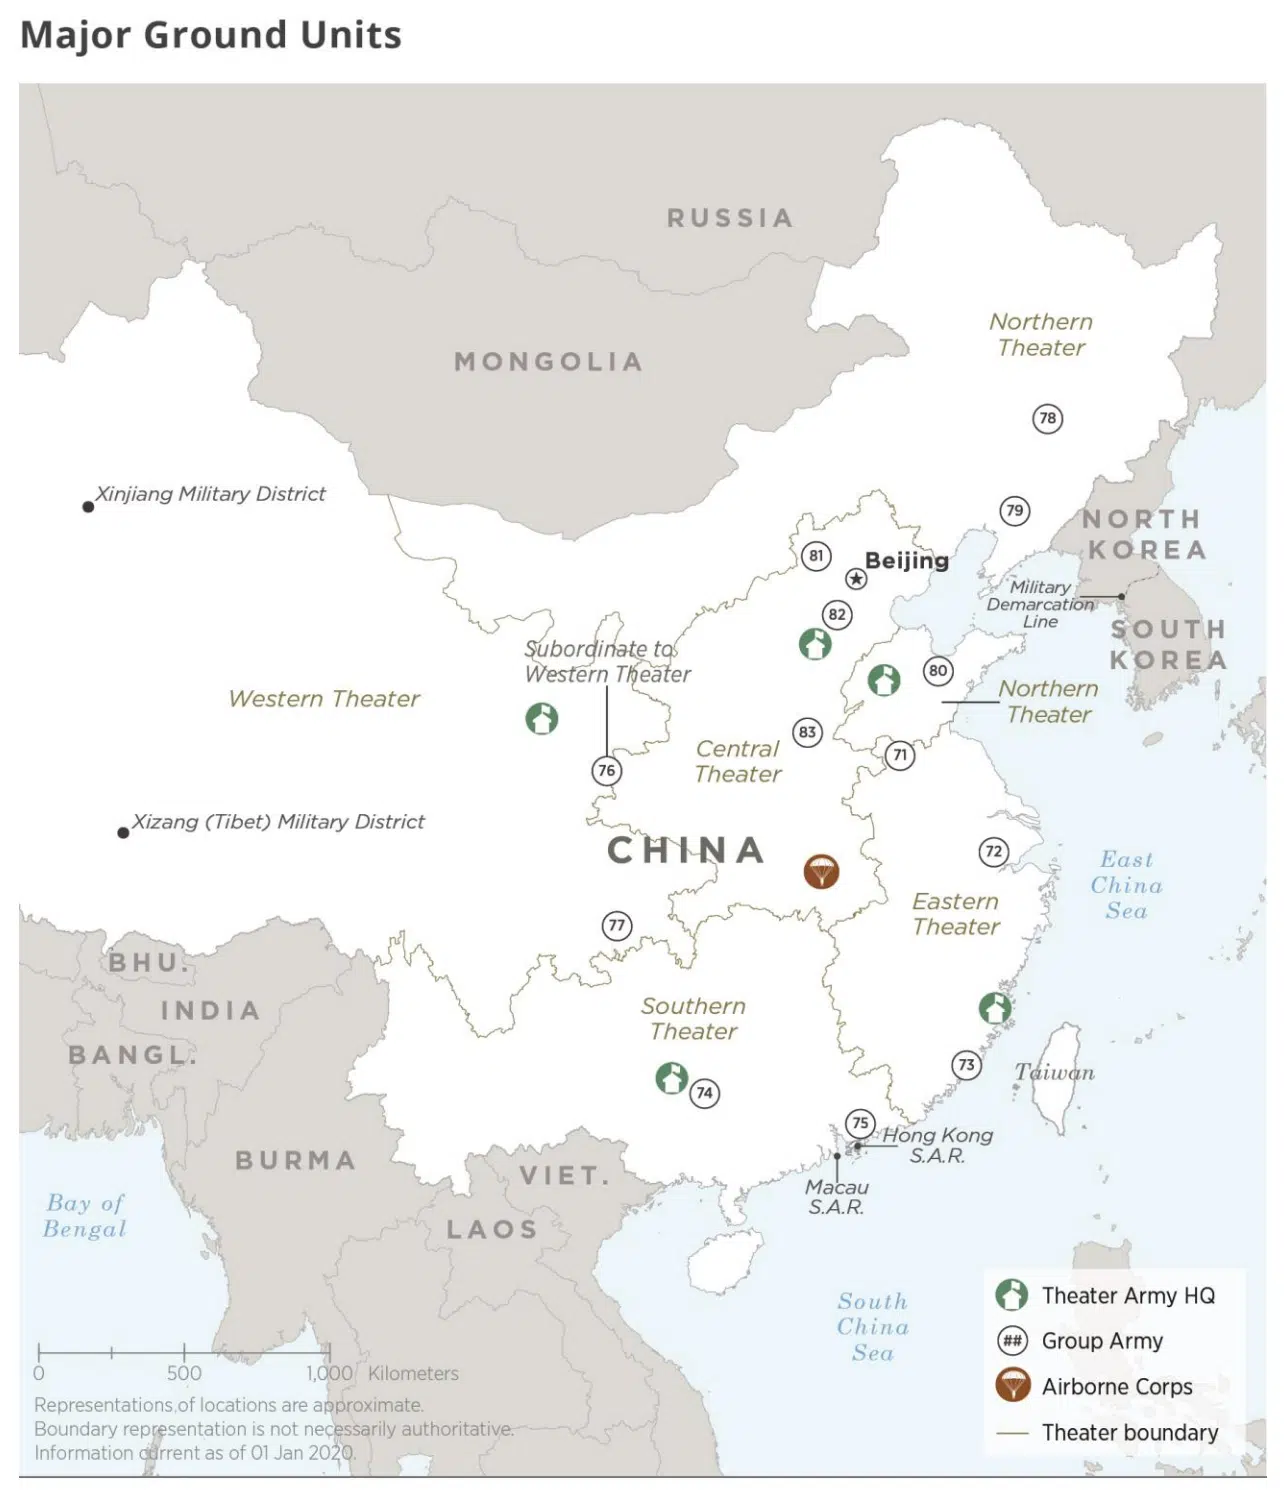 Major Ground Units
RUSSIA
MONGOLIA
Northern
Theater
78
Xinjiang Military District
79
NORTH
KOREA
81
Beijing
Military
Demarcation
Line
82
SOUTH
KOREA
Subordinate to
Western Theater
80
Western Theater
Northern
Theater
83
Central
Theater
71
76
Xizang (Tibet) Military District
CHINA
72
East
China
Sea
Eastern
Theater
77
BHU.
INDIA
Southern
Theater
BANGL.
73
Taiwan
74
75
Hong Kong
S.A.R.
BURMA
VIET.
Macau
S.A.R.
Bay of
Bengal
LAOS
South
China
Sea
Theater Army HQ
## Group Army
Airborne Corps
Theater boundary
0 500 1,000 Kilometers
Representations of locations are approximate.
Boundary representation is not necessarily authoritative.
Information current as of 01 Jan 2020.